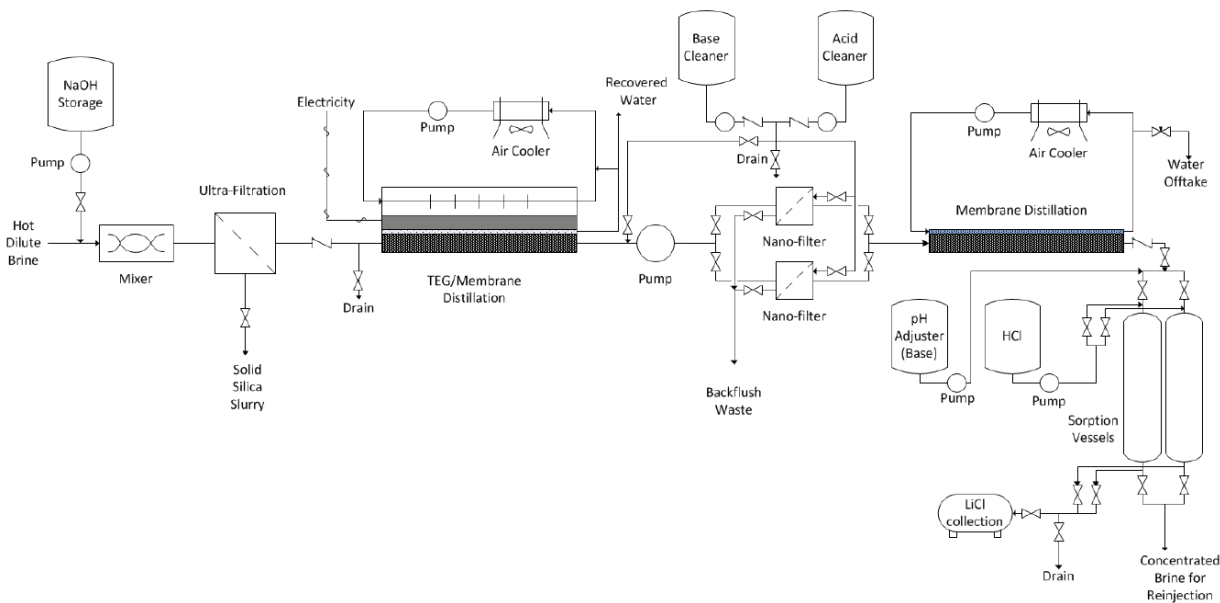 NaOH
Storage
Pump
Hot
Dilute
Brine
Mixer
Ultra-Filtration
Solid
Silica
Slurry
Drain
Electricity
Pump
Air Cooler
Recovered
Water
TEG/Membrane
Distillation
Base
Cleaner
Acid
Cleaner
Drain
Pump
Nano-filter
Nano-filter
Backflush
Waste
Pump
Air Cooler
Water
Offtake
Membrane Distillation
pH
Adjuster
(Base)
Pump
HCl
Pump
Sorption
Vessels
LiCl
collection
Drain
Concentrated
Brine for
Reinjection